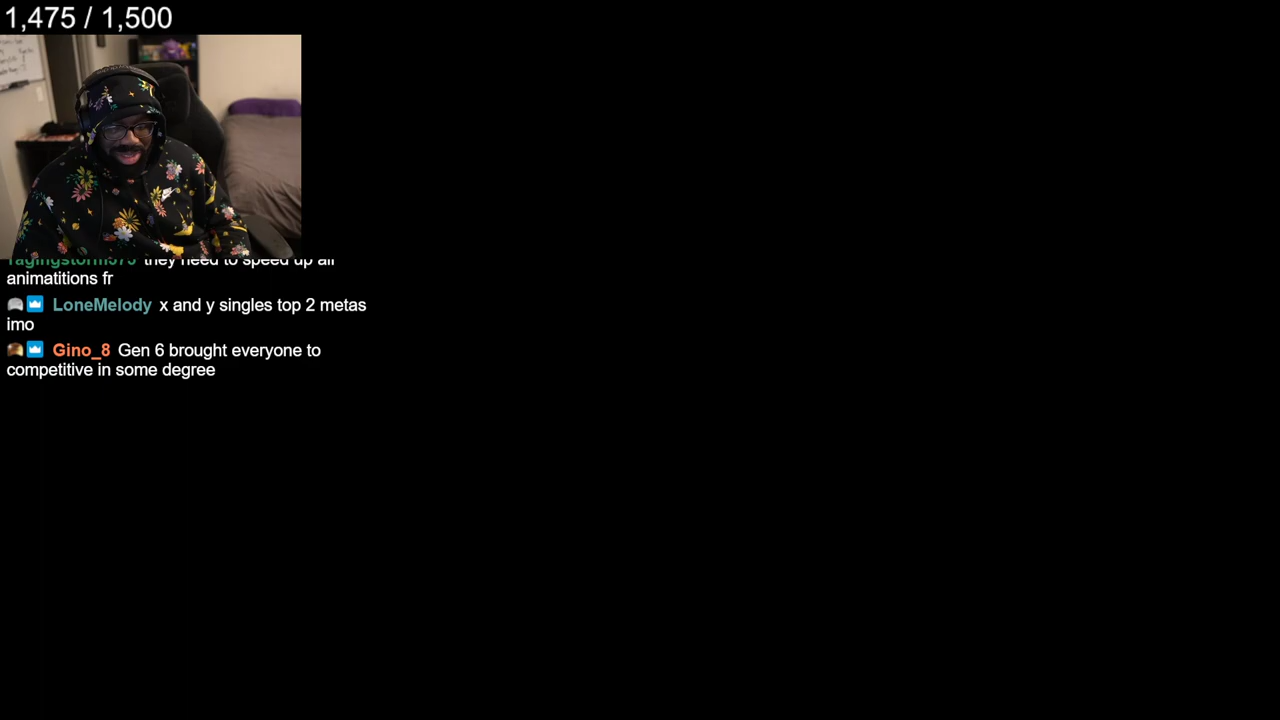 1,475 / 1,500
they need to speed up all
animatitions fr
LoneMelody x and y singles top 2 metas
imo
Gino_8 Gen 6 brought everyone to
competitive in some degree